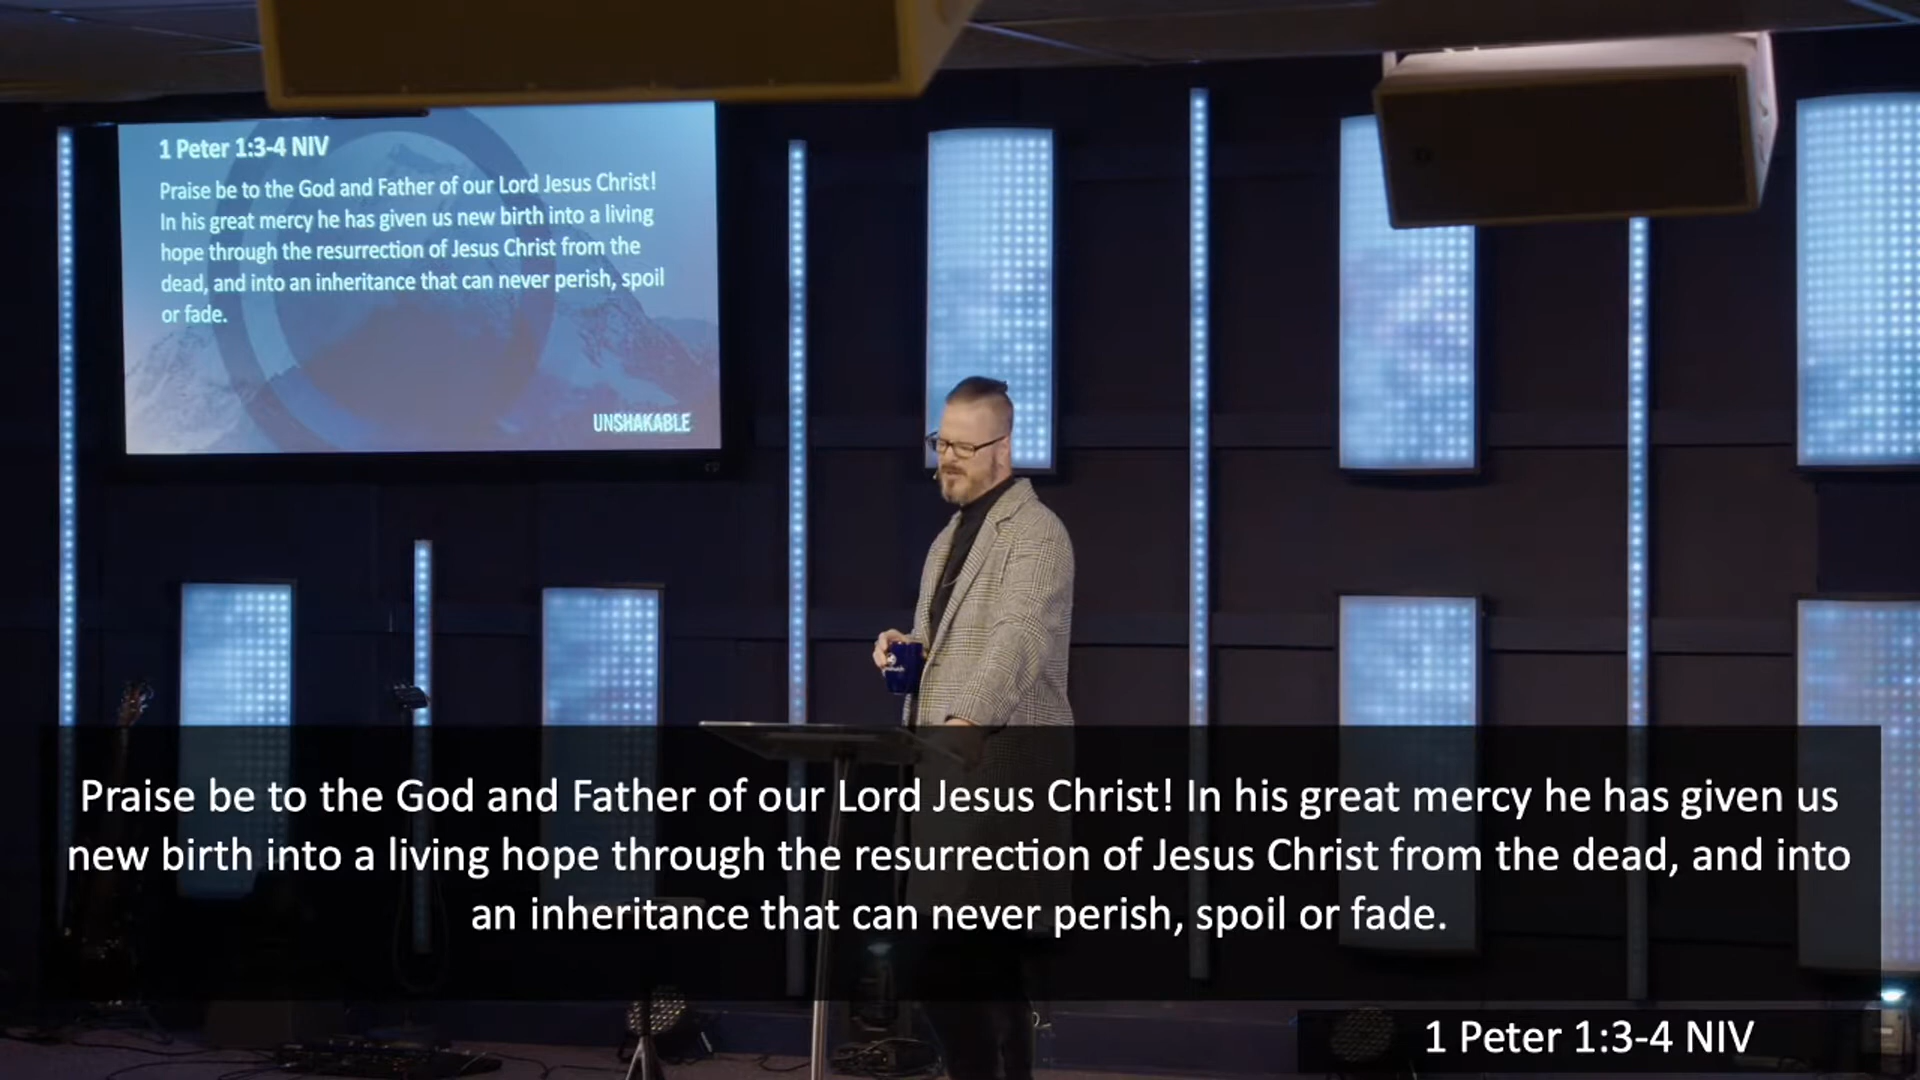 1 Peter 1:3-4 NIV
Praise be to the God and Father of our Lord Jesus Christ!
In his great mercy he has given us new birth into a living
hope through the resurrection of Jesus Christ from the
dead, and into an inheritance that can never perish, spoil
or fade.
UNSHAKABLE
Praise be to the God and Father of our Lord Jesus Christ! In his great mercy he has given us
new birth into a living hope through the resurrection of Jesus Christ from the dead, and into
an inheritance that can never perish, spoil or fade.
1 Peter 1:3-4 NIV